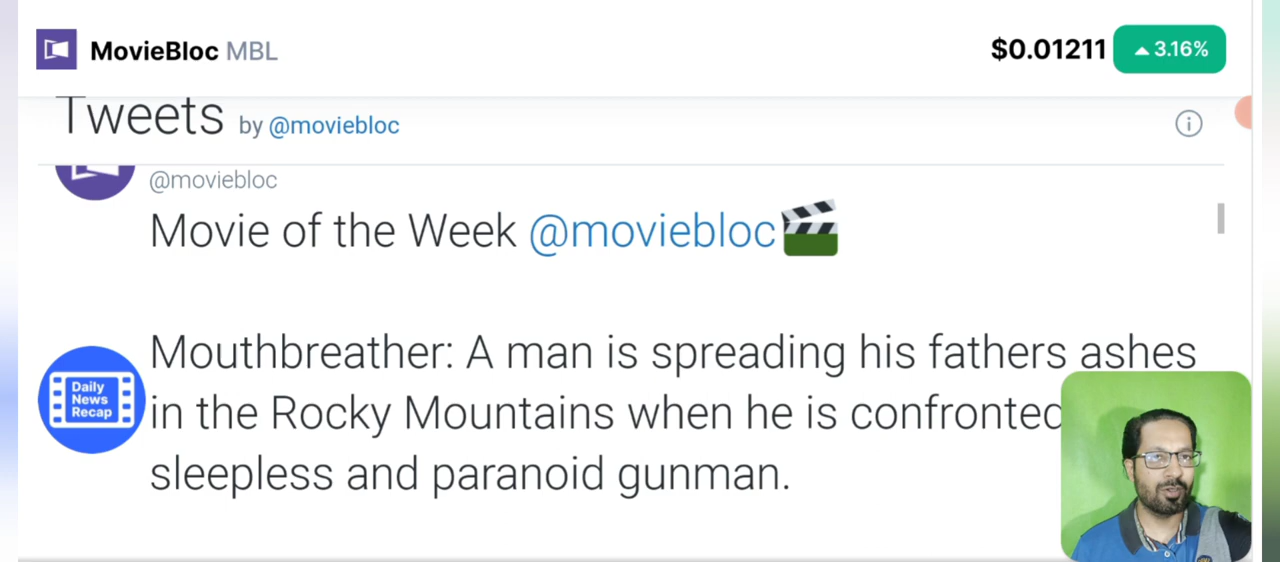 MovieBloc MBL
$0.01211 ▲ 3.16%
Tweets by @moviebloc
@moviebloc
Movie of the Week @moviebloc🎬
Mouthbreather: A man is spreading his fathers ashes
in the Rocky Mountains when he is confronted
sleepless and paranoid gunman.
Daily
News
Recap